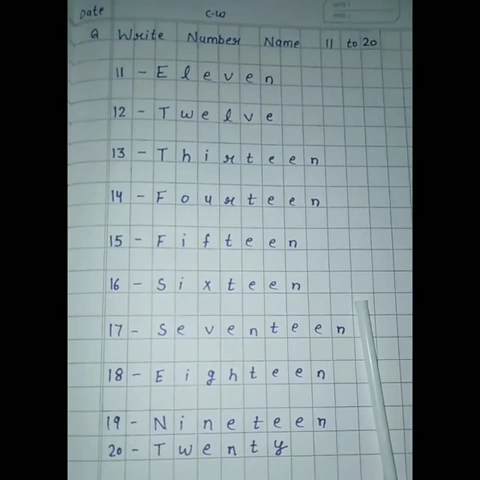 Date C.W
Q Write Number Name 11 to 20
11 - Eleven
12 - Twelve
13 - Thirteen
14 - Fourteen
15 - Fifteen
16 - Sixteen
17 - Seventeen
18 - Eighteen
19 - Nineteen
20 - Twenty